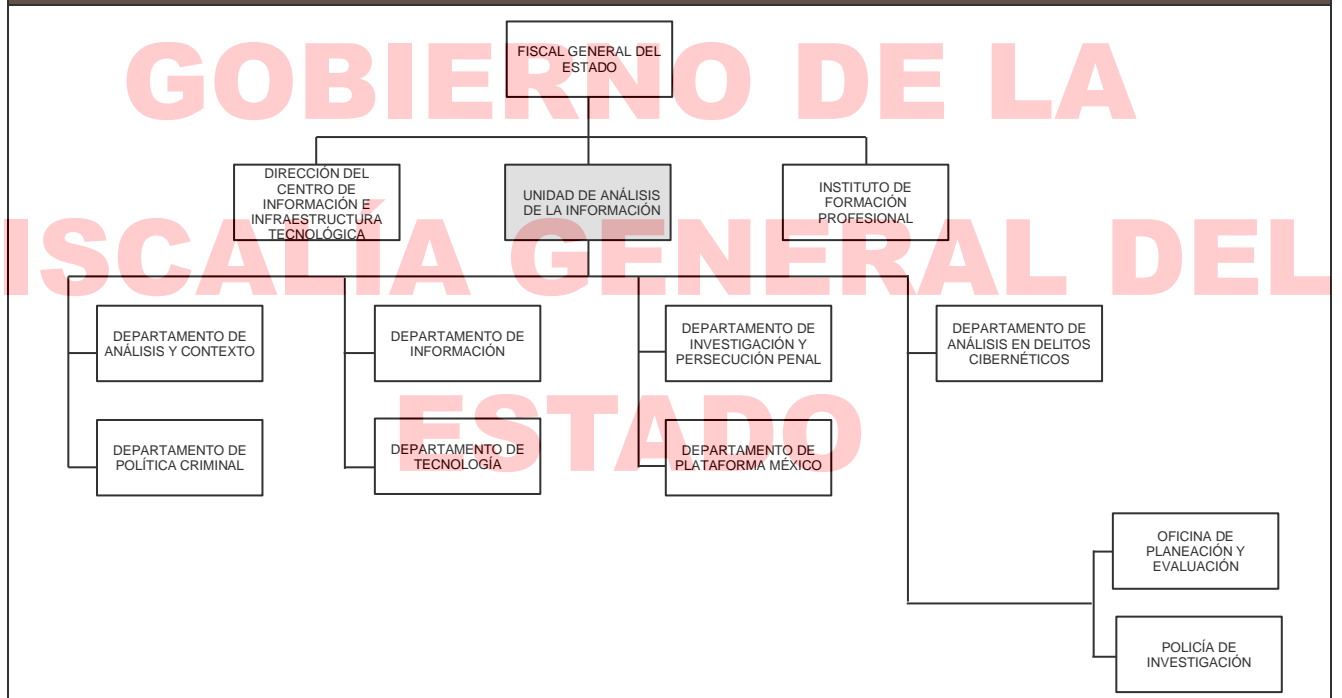 GOBIERNO DE LA
ISCALÍA GENERAL DEL
ESTADO
FISCAL GENERAL DEL
ESTADO
DIRECCIÓN DEL
CENTRO DE
INFORMACIÓN E
INFRAESTRUCTURA
TECNOLÓGICA
UNIDAD DE ANÁLISIS
DE LA INFORMACIÓN
INSTITUTO DE
FORMACIÓN
PROFESIONAL
DEPARTAMENTO DE
ANÁLISIS Y CONTEXTO
DEPARTAMENTO DE
INFORMACIÓN
DEPARTAMENTO DE
INVESTIGACIÓN Y
PERSECUCIÓN PENAL
DEPARTAMENTO DE
ANÁLISIS EN DELITOS
CIBERNÉTICOS
DEPARTAMENTO DE
POLÍTICA CRIMINAL
DEPARTAMENTO DE
TECNOLOGÍA
DEPARTAMENTO DE
PLATAFORMA MÉXICO
OFICINA DE
PLANEACIÓN Y
EVALUACIÓN
POLICÍA DE
INVESTIGACIÓN